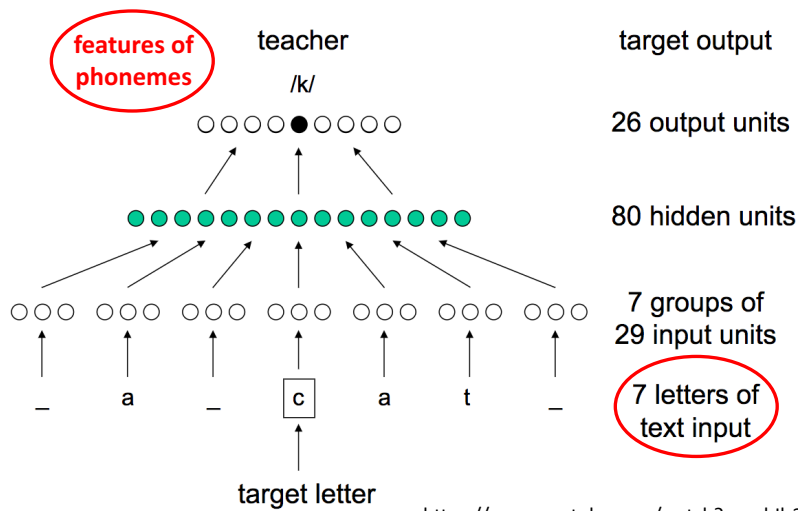 features of
phonemes
teacher
target output
/k/
26 output units
80 hidden units
7 groups of
29 input units
_ a _ c a t _
7 letters of
text input
target letter